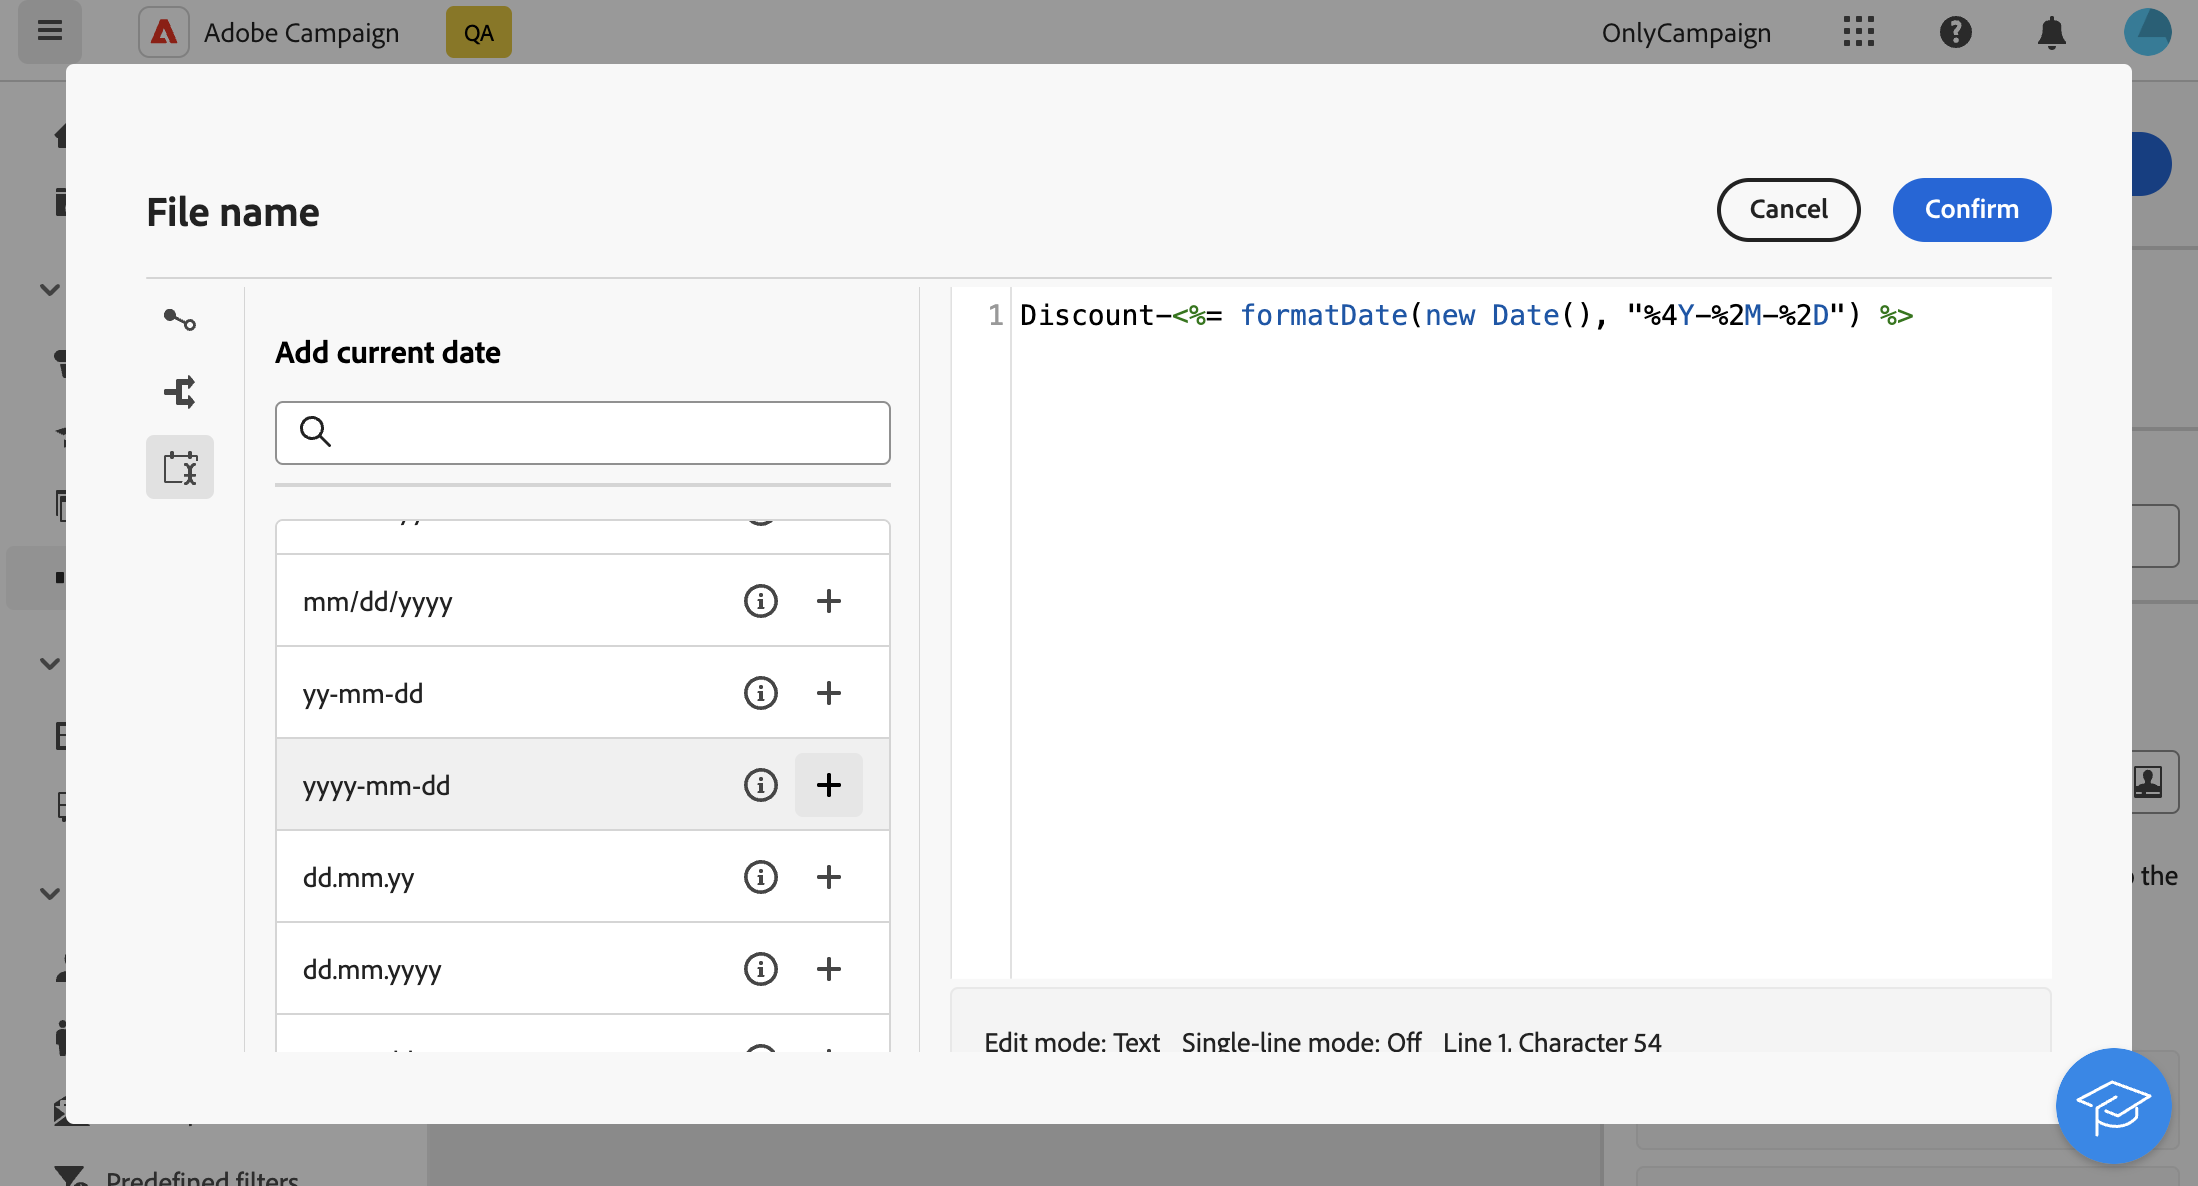 Adobe Campaign
QA
OnlyCampaign
File name
Cancel
Confirm
Add current date
mm/dd/yyyy
yy-mm-dd
yyyy-mm-dd
dd.mm.yy
dd.mm.yyyy
1 Discount-<%= formatDate(new Date(), "%4Y-%2M-%2D") %>
Edit mode: Text Single-line mode: Off Line 1, Character 54
the
Predefined filters